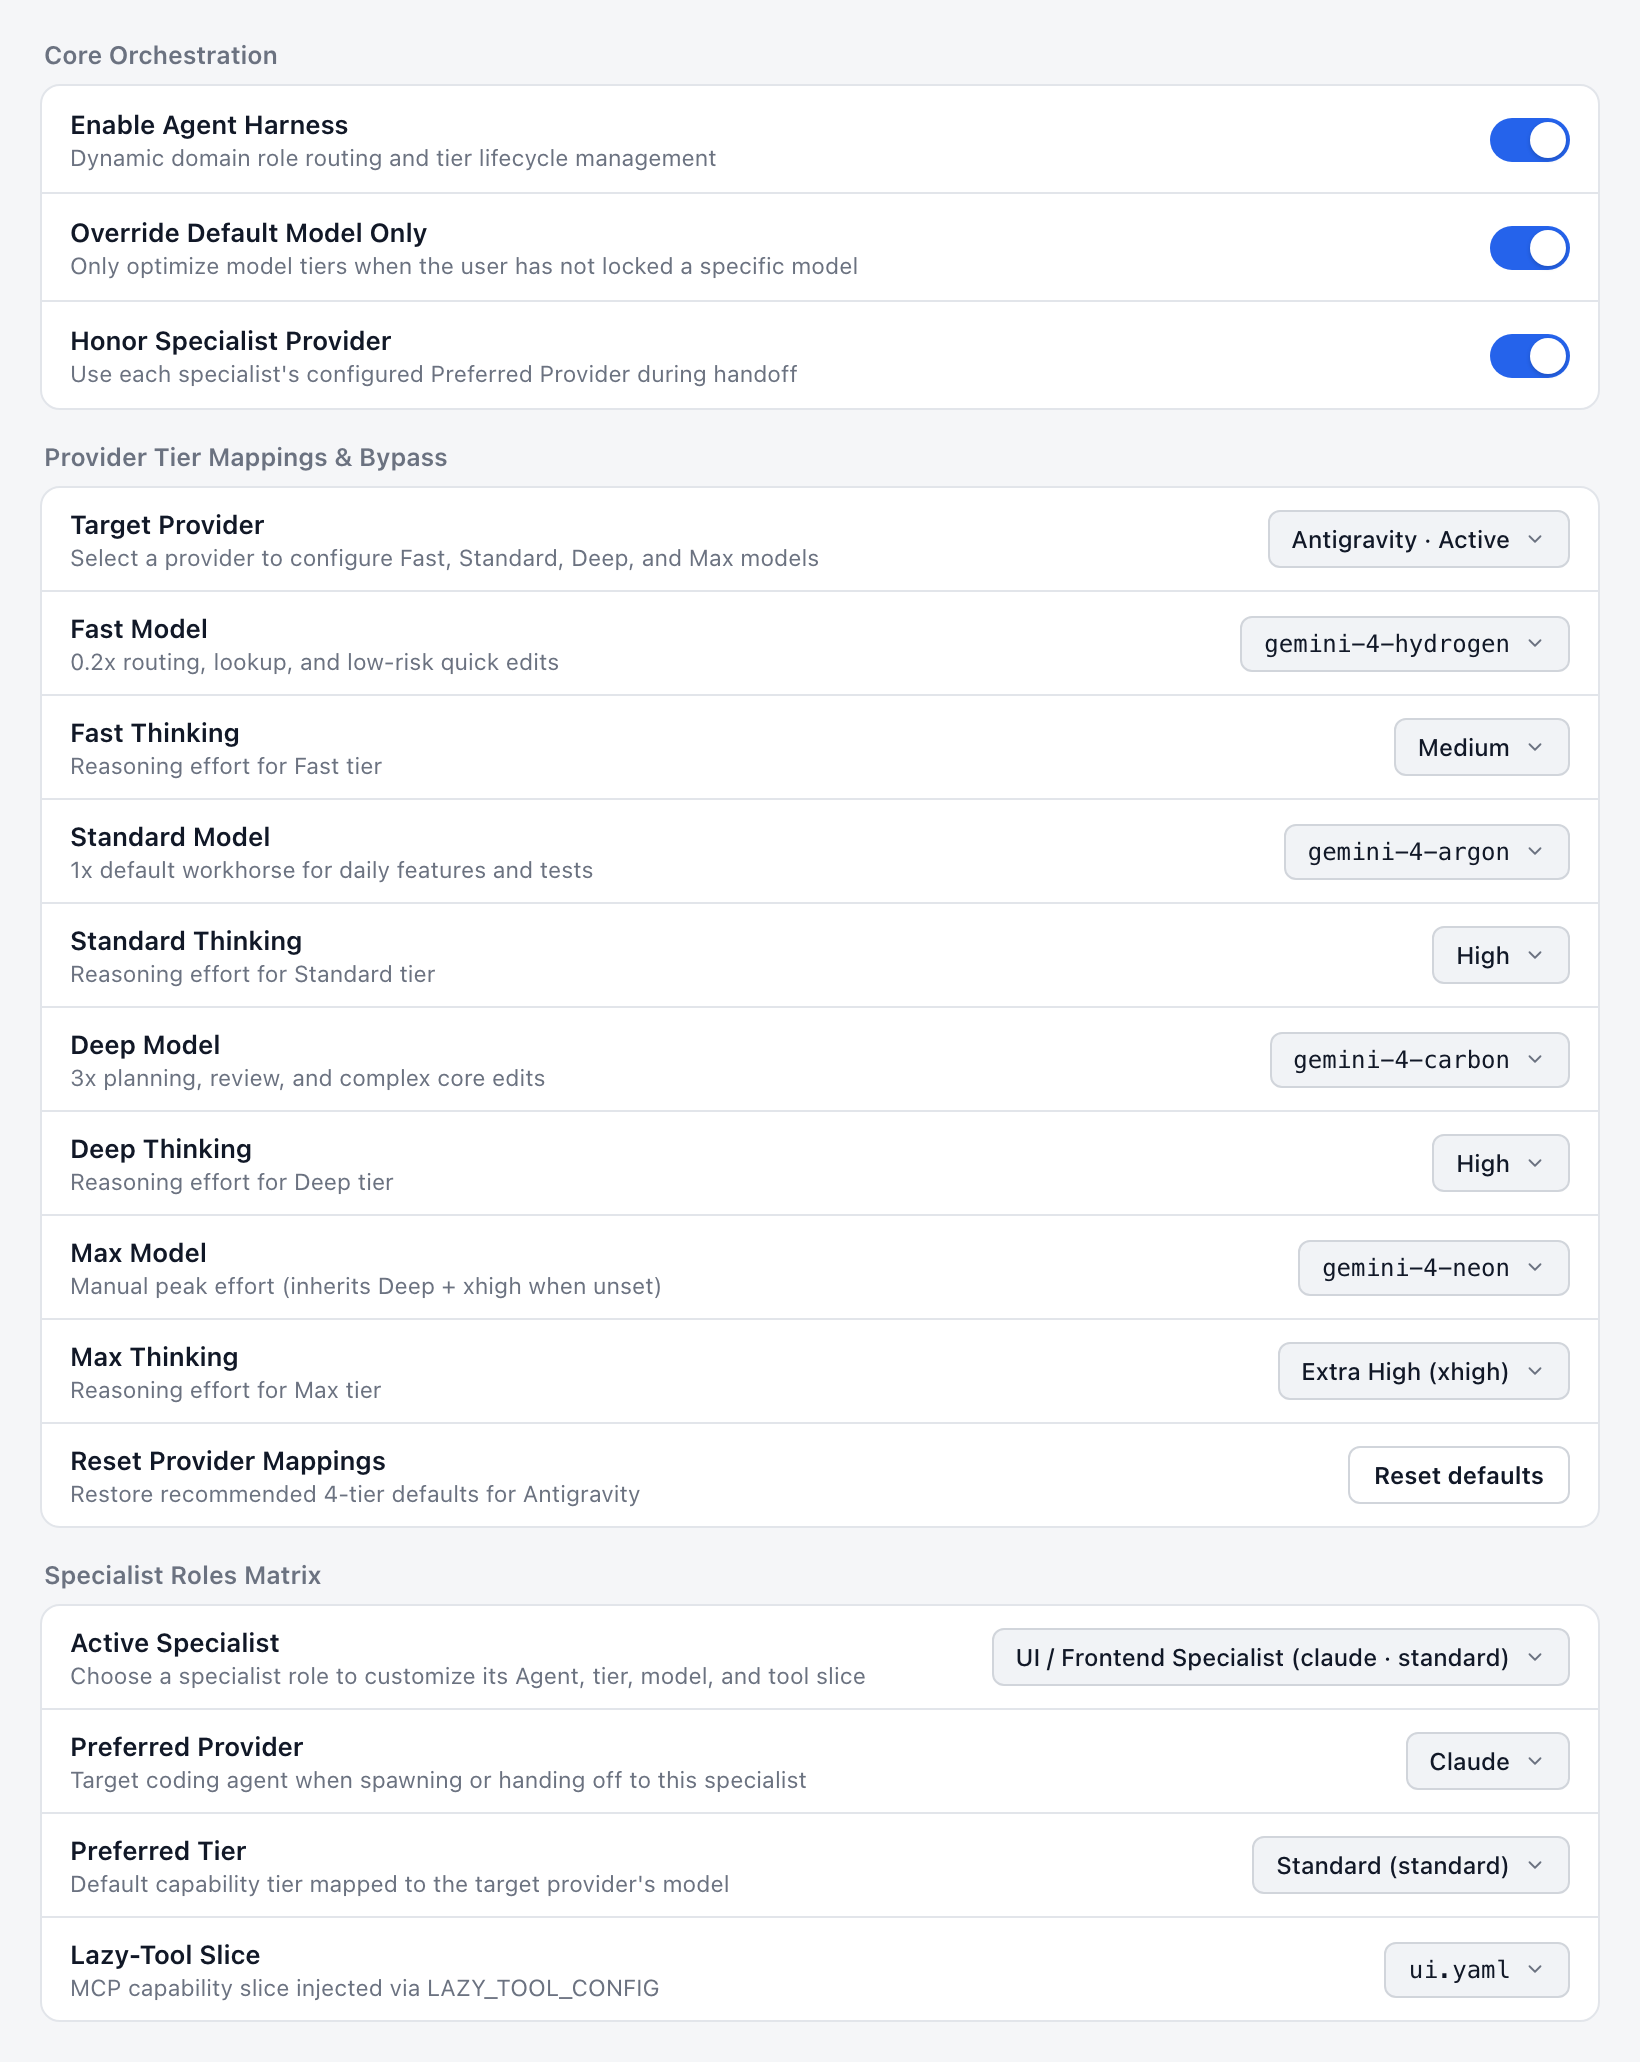 Core Orchestration
Enable Agent Harness
Dynamic domain role routing and tier lifecycle management
Override Default Model Only
Only optimize model tiers when the user has not locked a specific model
Honor Specialist Provider
Use each specialist's configured Preferred Provider during handoff
Provider Tier Mappings & Bypass
Target Provider
Select a provider to configure Fast, Standard, Deep, and Max models
Antigravity · Active
Fast Model
0.2x routing, lookup, and low-risk quick edits
gemini-4-hydrogen
Fast Thinking
Reasoning effort for Fast tier
Medium
Standard Model
1x default workhorse for daily features and tests
gemini-4-argon
Standard Thinking
Reasoning effort for Standard tier
High
Deep Model
3x planning, review, and complex core edits
gemini-4-carbon
Deep Thinking
Reasoning effort for Deep tier
High
Max Model
Manual peak effort (inherits Deep + xhigh when unset)
gemini-4-neon
Max Thinking
Reasoning effort for Max tier
Extra High (xhigh)
Reset Provider Mappings
Restore recommended 4-tier defaults for Antigravity
Reset defaults
Specialist Roles Matrix
Active Specialist
Choose a specialist role to customize its Agent, tier, model, and tool slice
UI / Frontend Specialist (claude · standard)
Preferred Provider
Target coding agent when spawning or handing off to this specialist
Claude
Preferred Tier
Default capability tier mapped to the target provider's model
Standard (standard)
Lazy-Tool Slice
MCP capability slice injected via LAZY_TOOL_CONFIG
ui.yaml